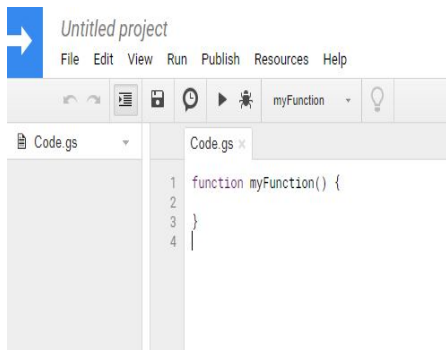 Untitled project
File Edit View Run Publish Resources Help
myFunction
Code.gs
Code.gs ×
1 function myFunction() {
2
3 }
4